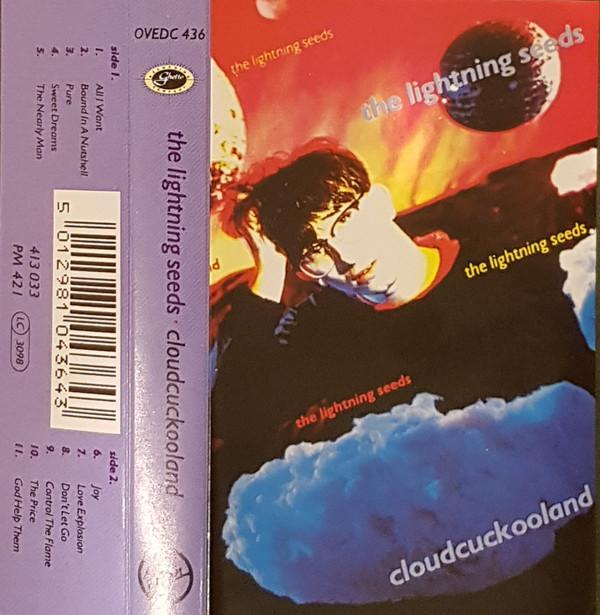 side 1.
1. All I Want
2. Bound In A Nutshell
3. Pure
4. Sweet Dreams
5. The Nearly Man
5 012981 043643
413 033
PM 421
LC 3098
side 2.
6. Joy
7. Love Explosion
8. Don't Let Go
9. Control The Flame
10. The Price
11. God Help Them
OVEDC 436
Ghetto
the lightning seeds · cloudcuckooland
the lightning seeds
the lightning seeds
the lightning seeds
the lightning seeds
cloudcuckooland